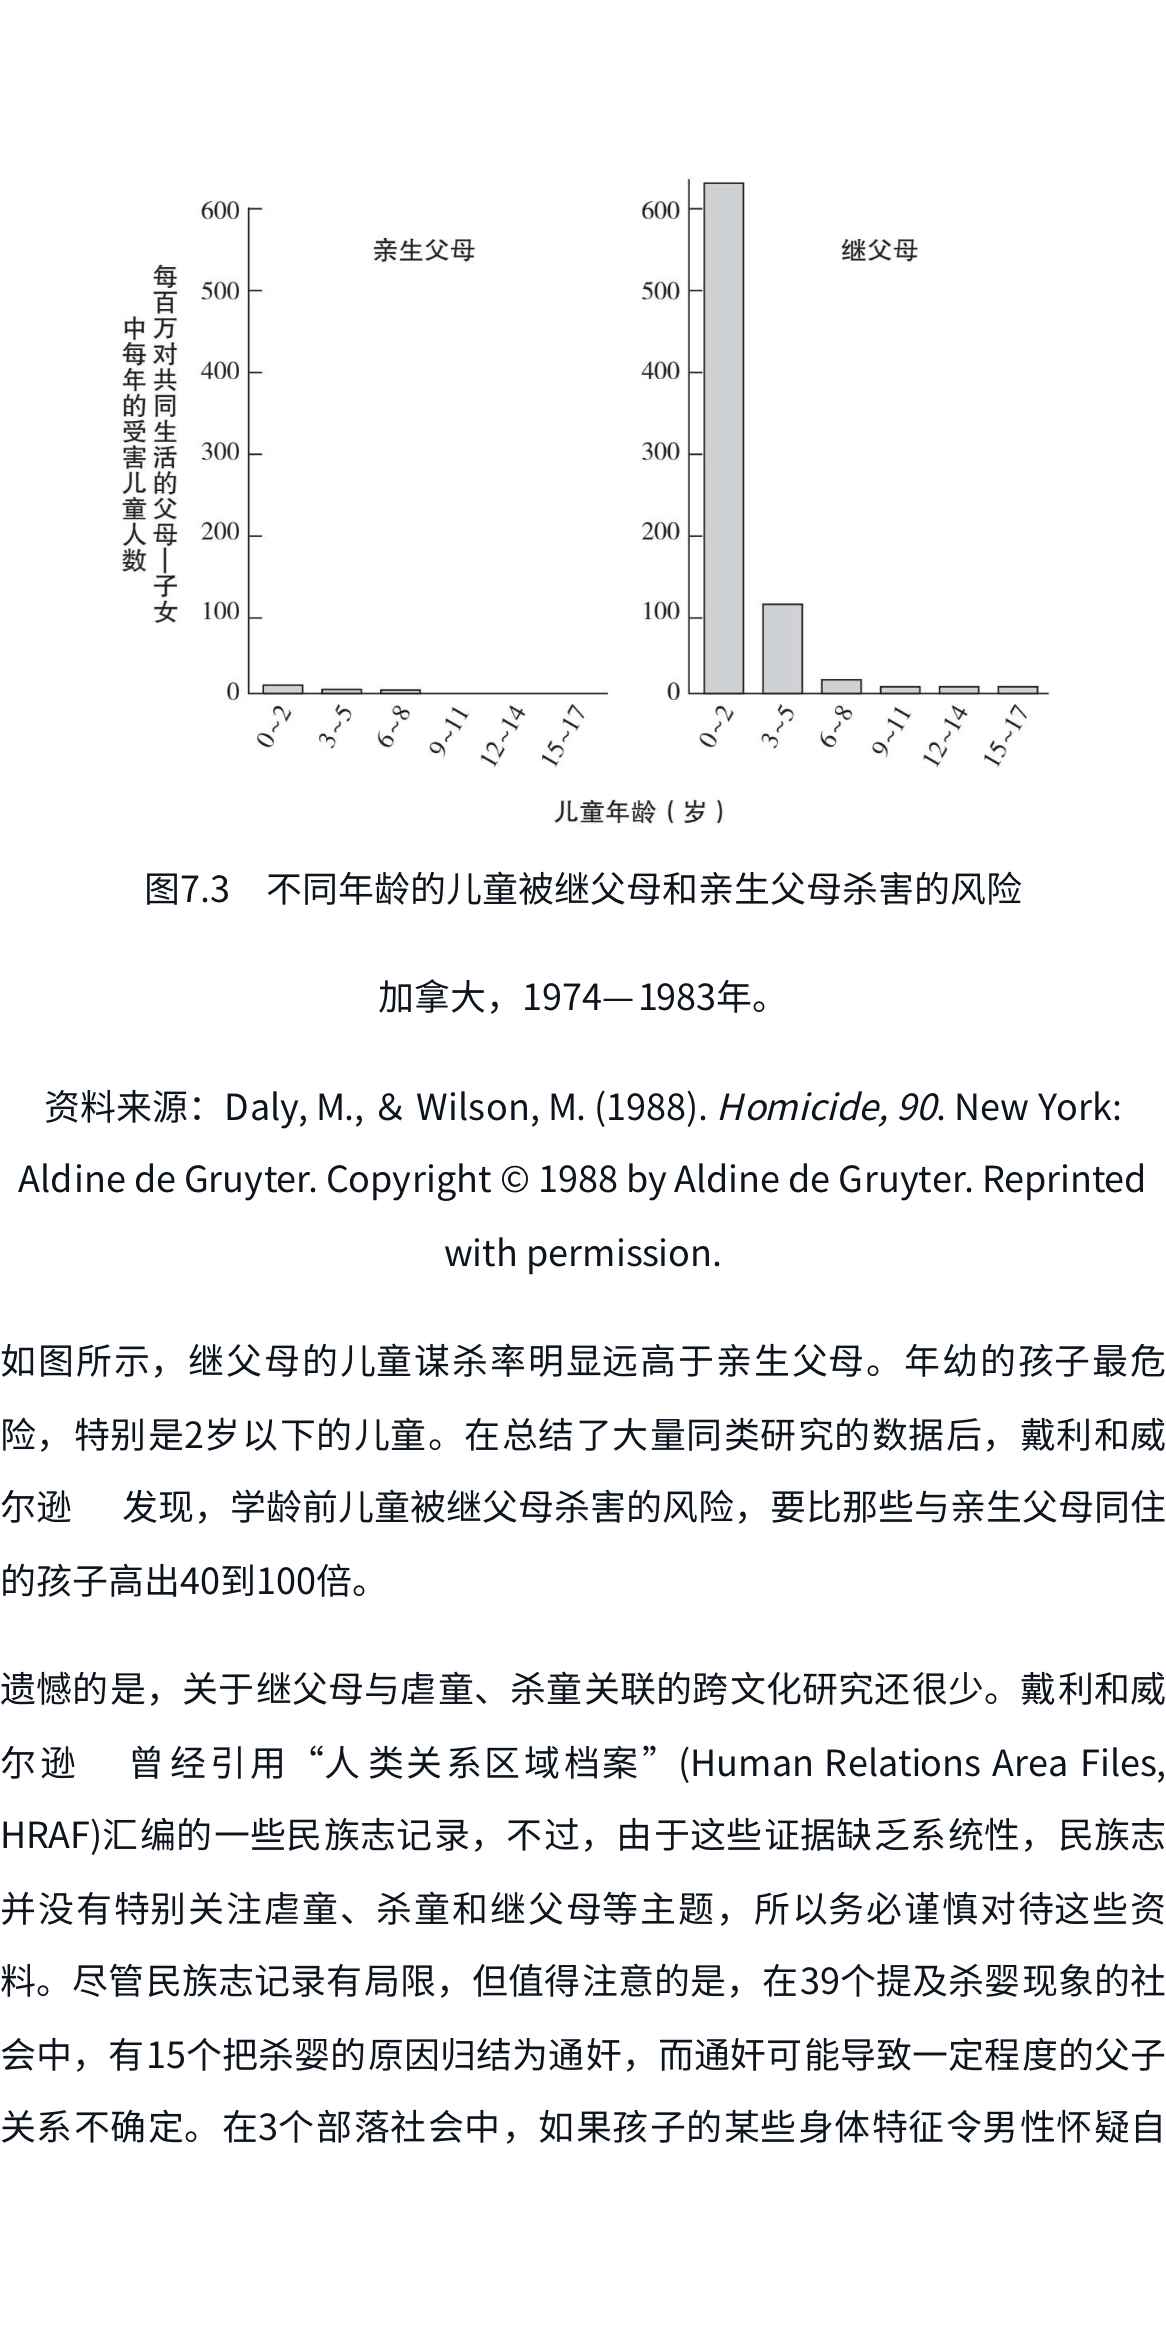 600
500
400
300
200
100
0
亲生父母
每百万对共同生活的父母—子女
中每年的受害儿童人数
0~2
3~5
6~8
9~11
12~14
15~17
600
500
400
300
200
100
0
继父母
0~2
3~5
6~8
9~11
12~14
15~17
儿童年龄（岁）
图7.3 不同年龄的儿童被继父母和亲生父母杀害的风险
加拿大，1974—1983年。
资料来源：Daly, M., & Wilson, M. (1988). Homicide, 90. New York:
Aldine de Gruyter. Copyright © 1988 by Aldine de Gruyter. Reprinted
with permission.
如图所示，继父母的儿童谋杀率明显远高于亲生父母。年幼的孩子最危
险，特别是2岁以下的儿童。在总结了大量同类研究的数据后，戴利和威
尔逊 发现，学龄前儿童被继父母杀害的风险，要比那些与亲生父母同住
的孩子高出40到100倍。
遗憾的是，关于继父母与虐童、杀童关联的跨文化研究还很少。戴利和威
尔逊 曾经引用“人类关系区域档案”(Human Relations Area Files,
HRAF)汇编的一些民族志记录，不过，由于这些证据缺乏系统性，民族志
并没有特别关注虐童、杀童和继父母等主题，所以务必谨慎对待这些资
料。尽管民族志记录有局限，但值得注意的是，在39个提及杀婴现象的社
会中，有15个把杀婴的原因归结为通奸，而通奸可能导致一定程度的父子
关系不确定。在3个部落社会中，如果孩子的某些身体特征令男性怀疑自